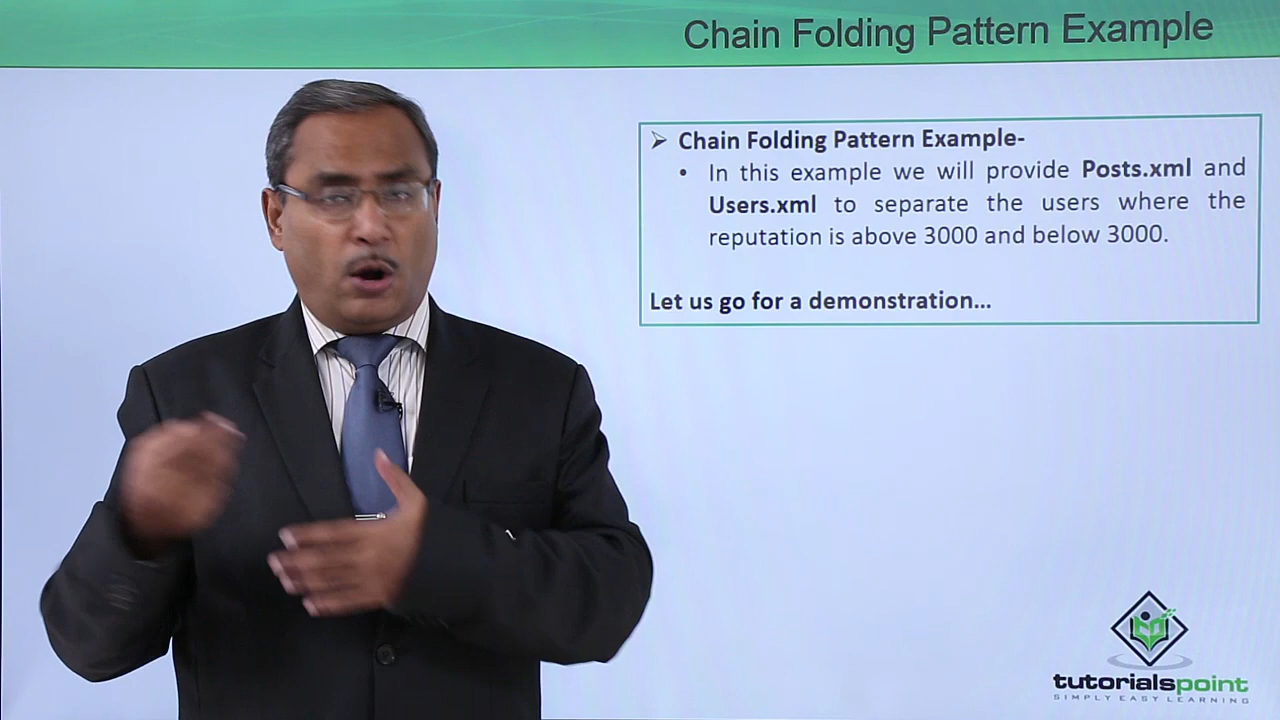 Chain Folding Pattern Example
➢ Chain Folding Pattern Example-
• In this example we will provide Posts.xml and
Users.xml to separate the users where the
reputation is above 3000 and below 3000.
Let us go for a demonstration...
tutorialspoint
SIMPLY EASY LEARNING